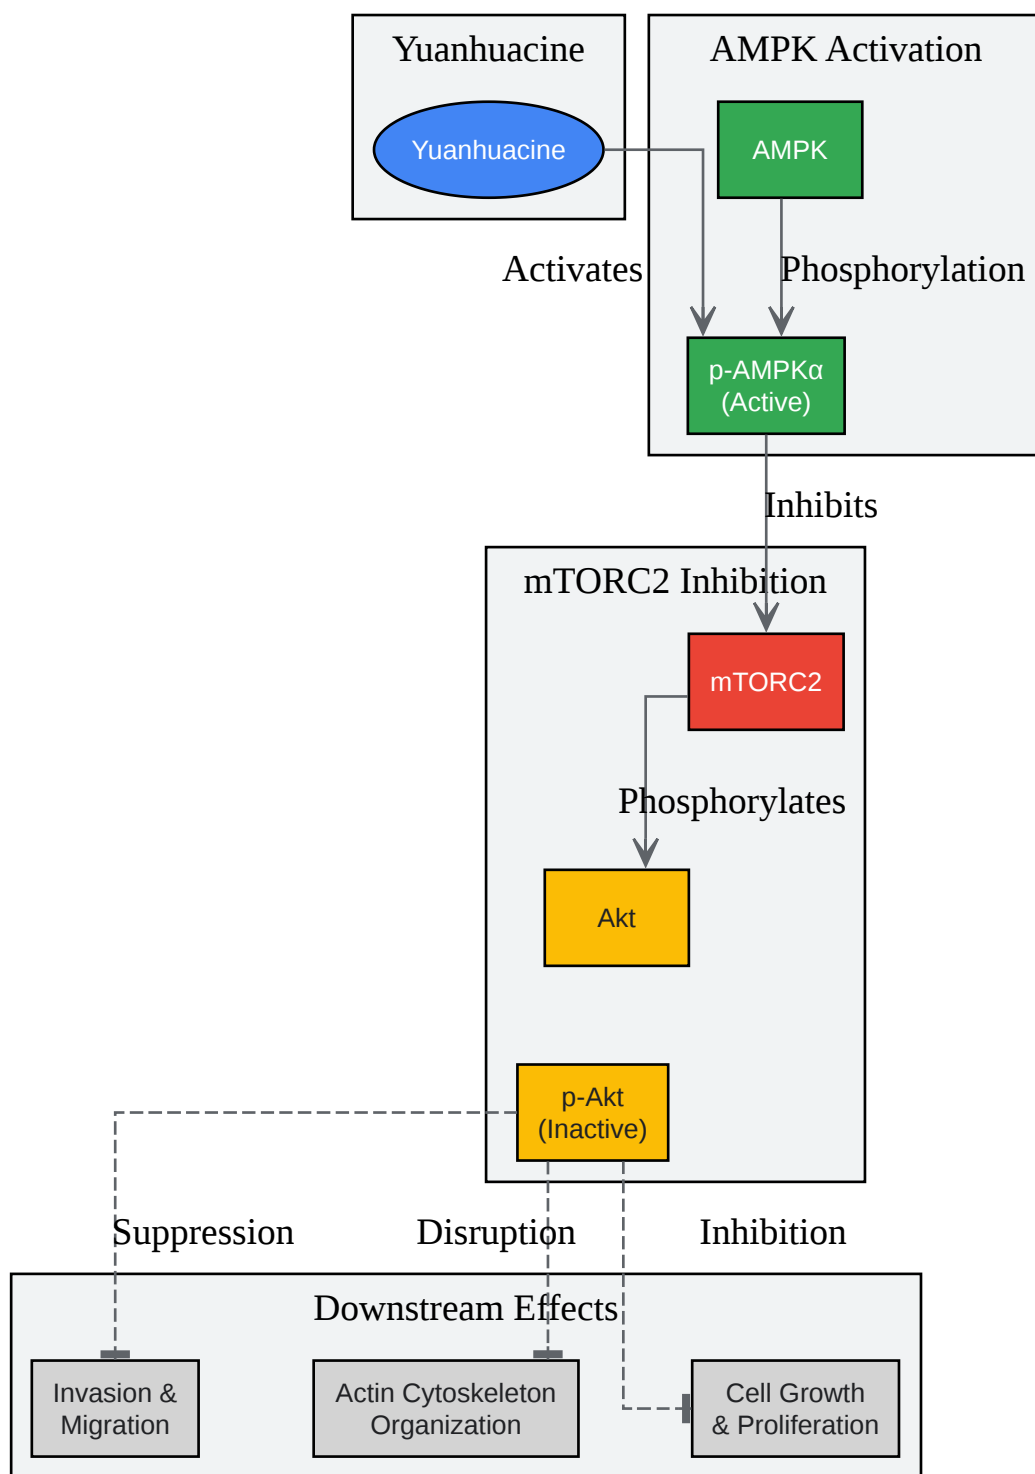 Yuanhuacine
AMPK Activation
Yuanhuacine
AMPK
Activates
Phosphorylation
p-AMPKα
(Active)
Inhibits
mTORC2 Inhibition
mTORC2
Phosphorylates
Akt
p-Akt
(Inactive)
Suppression
Disruption
Inhibition
Downstream Effects
Invasion &
Migration
Actin Cytoskeleton
Organization
Cell Growth
& Proliferation